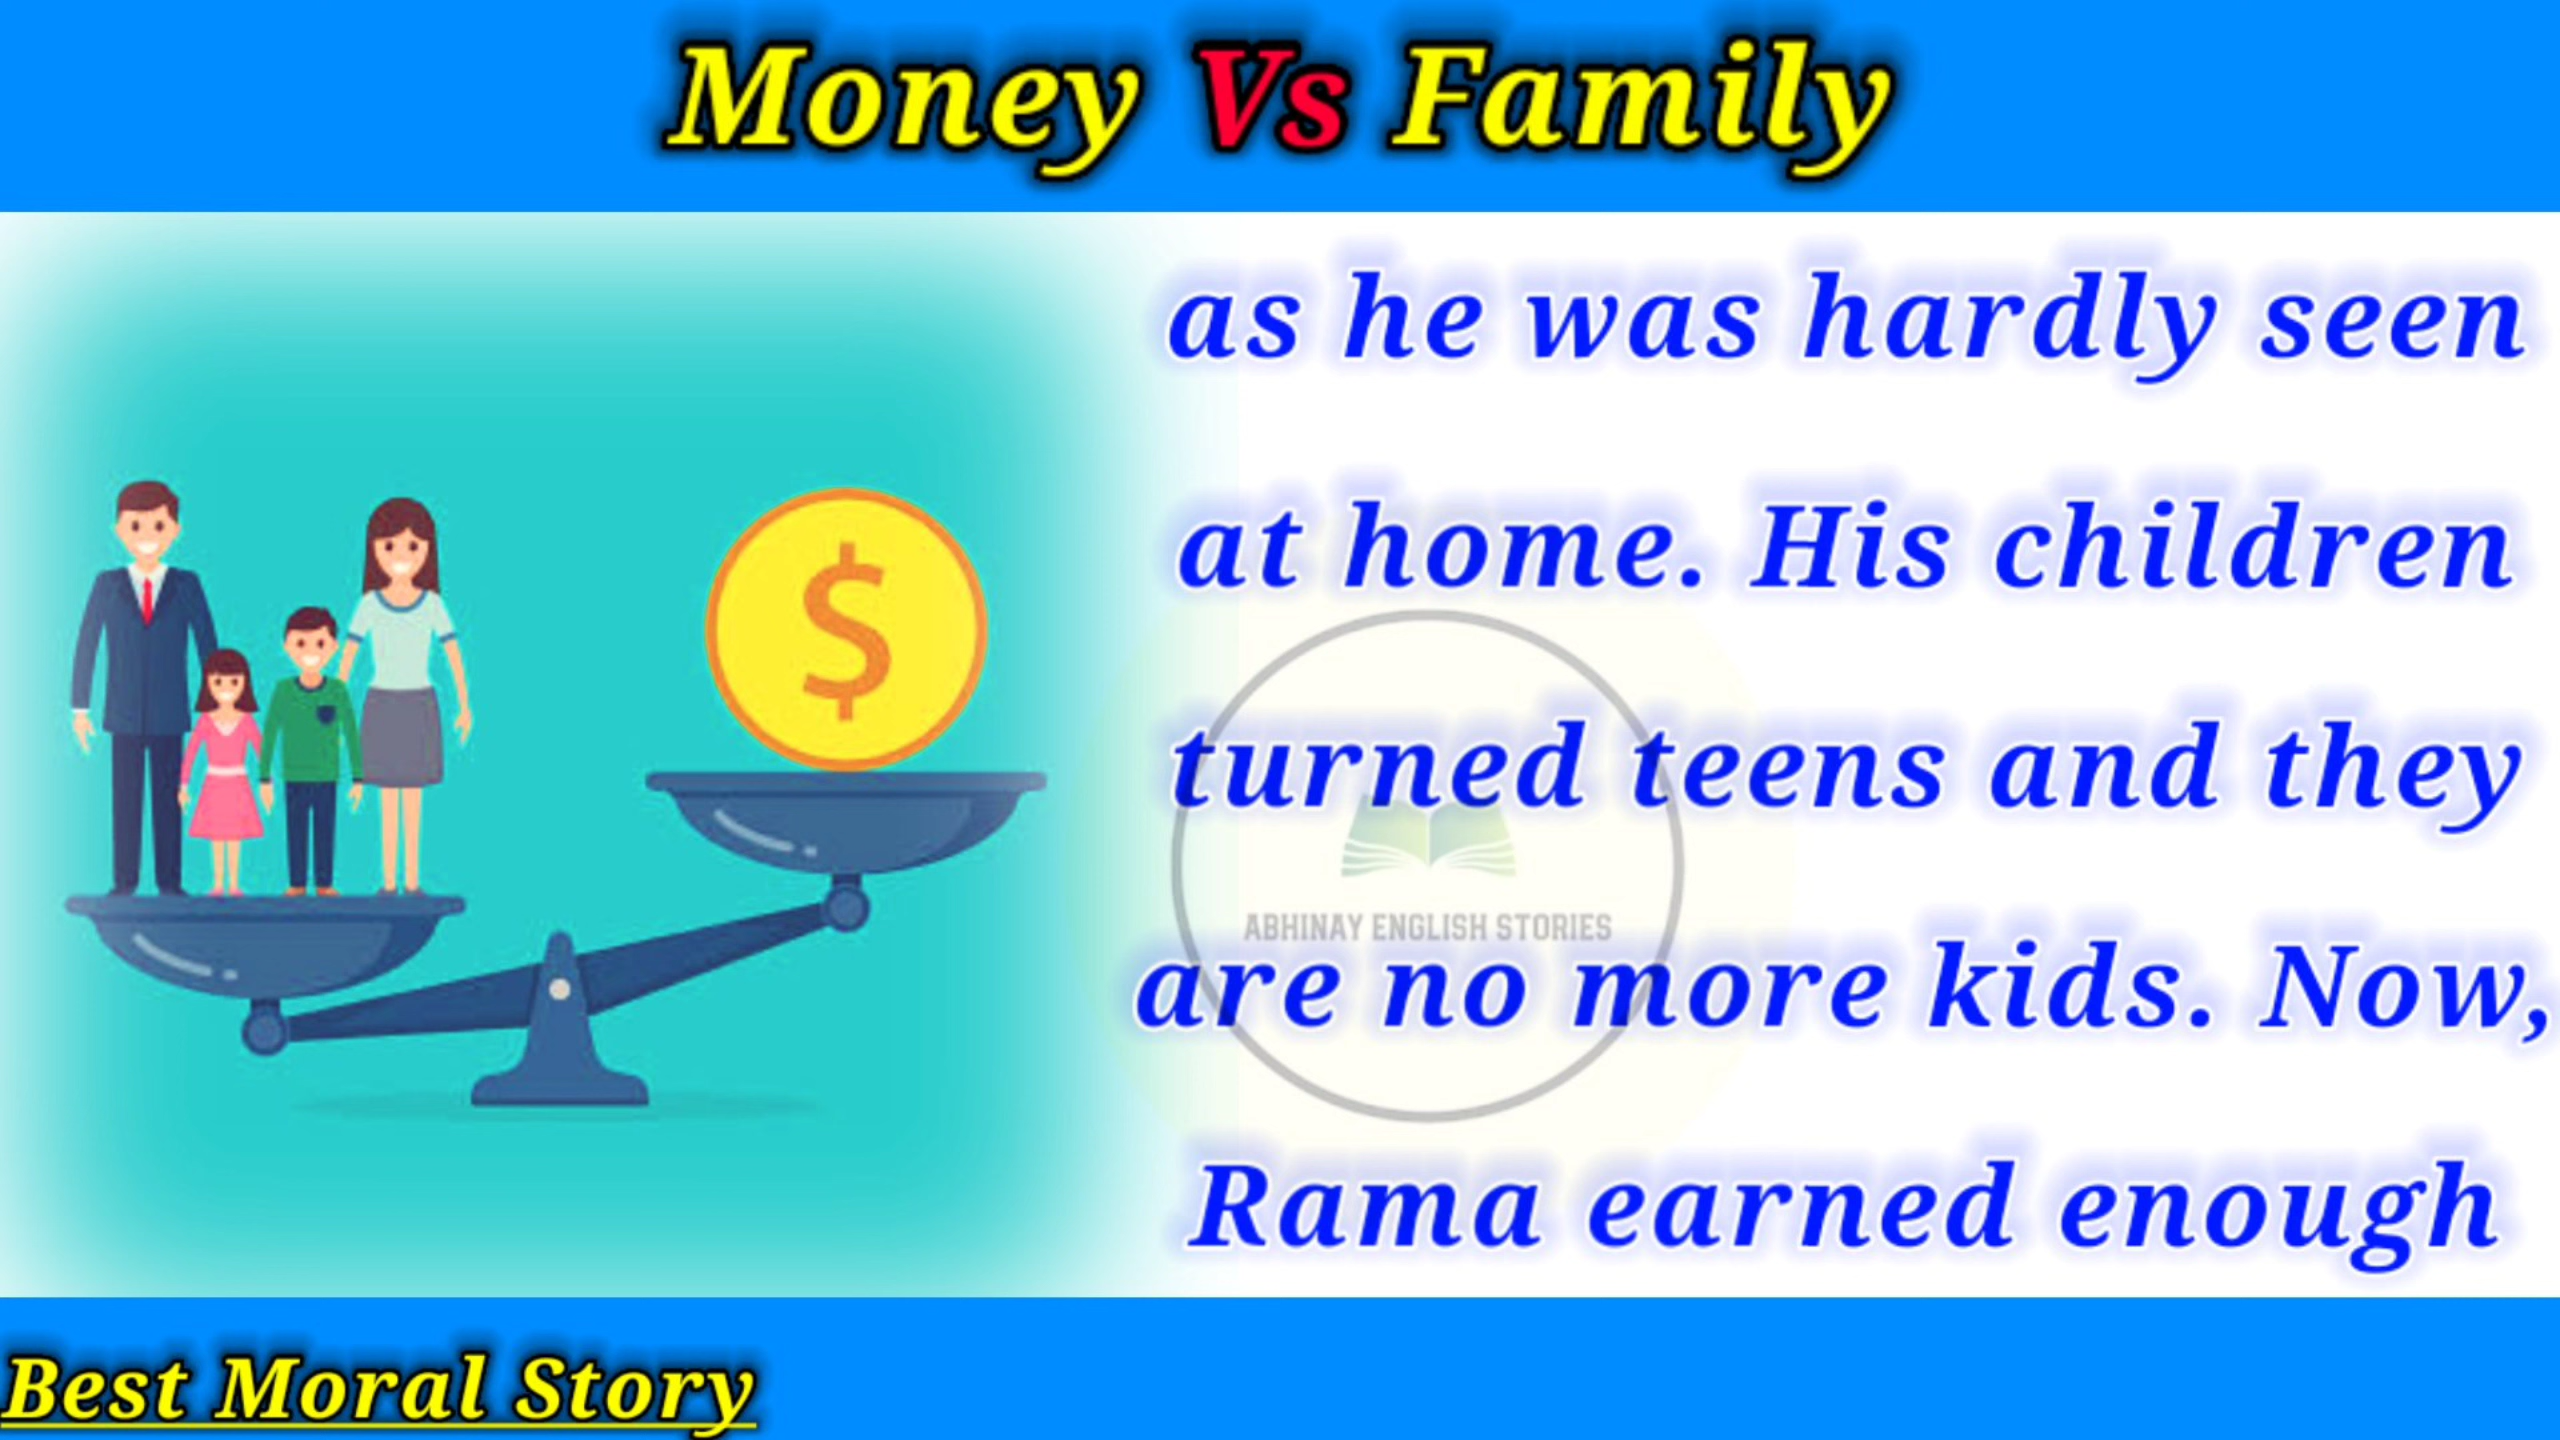 Money Vs Family
as he was hardly seen
at home. His children
turned teens and they
are no more kids. Now,
Rama earned enough
$
ABHINAY ENGLISH STORIES
Best Moral Story